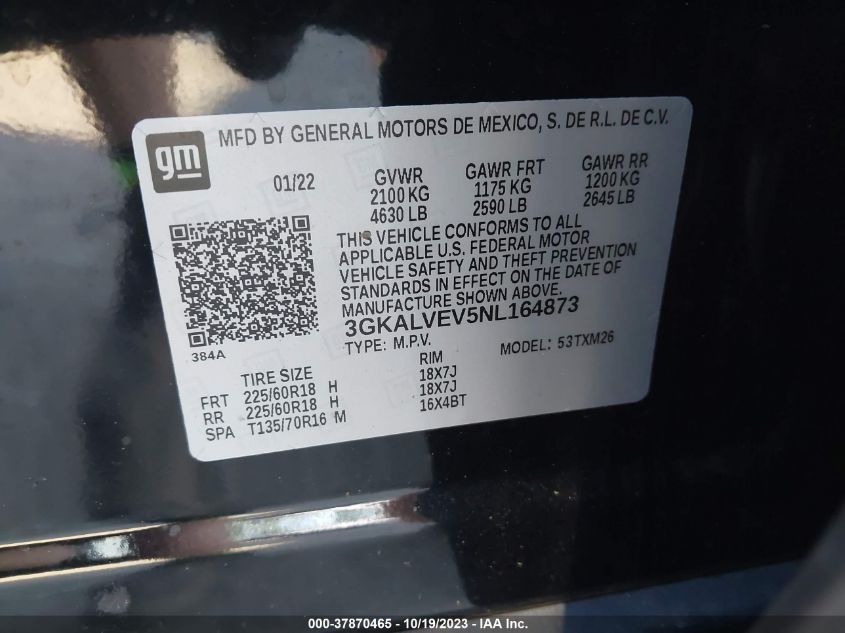 gm
MFD BY GENERAL MOTORS DE MEXICO, S. DE R.L. DE C.V.
01/22
GVWR GAWR FRT GAWR RR
2100 KG 1175 KG 1200 KG
4630 LB 2590 LB 2645 LB
THIS VEHICLE CONFORMS TO ALL
APPLICABLE U.S. FEDERAL MOTOR
VEHICLE SAFETY AND THEFT PREVENTION
STANDARDS IN EFFECT ON THE DATE OF
MANUFACTURE SHOWN ABOVE.
3GKALVEV5NL164873
384A
TYPE: M.P.V. MODEL: 53TXM26
TIRE SIZE RIM
FRT 225/60R18 H 18X7J
RR 225/60R18 H 18X7J
SPA T135/70R16 M 16X4BT
000-37870465 - 10/19/2023 - IAA Inc.